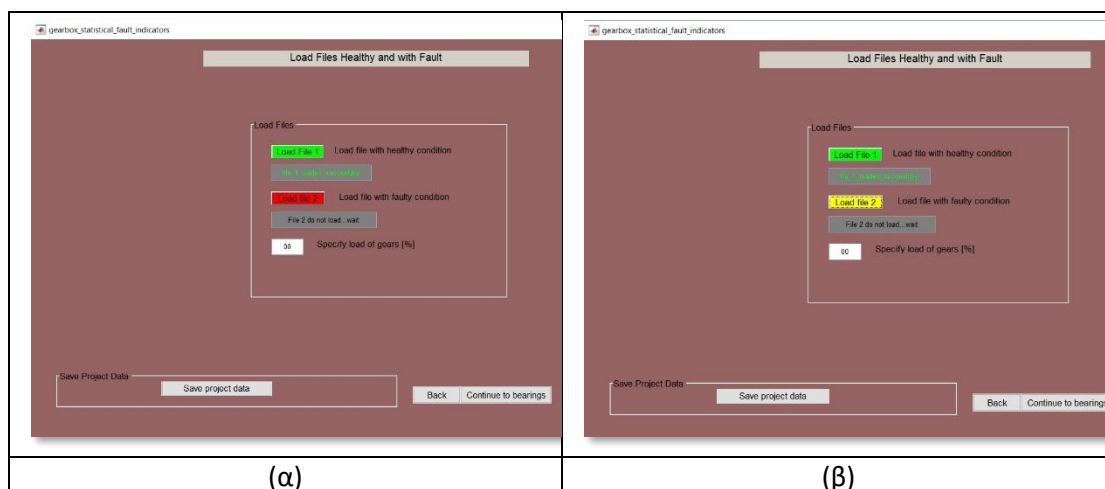 gearbox_statistical_fault_indicators
Load Files Healthy and with Fault
Load Files
Load File 1 Load file with healthy condition
file_1_loaded_succesfully
Load file 2 Load file with faulty condition
File 2 do not load...wait
Specify load of gears [%]
Save Project Data
Save project data
Back Continue to bearings
(α)
gearbox_statistical_fault_indicators
Load Files Healthy and with Fault
Load Files
Load File 1 Load file with healthy condition
Load file 2 Load file with faulty condition
File 2 do not load...wait
Specify load of gears [%]
Save Project Data
Save project data
Back Continue to bearings
(β)